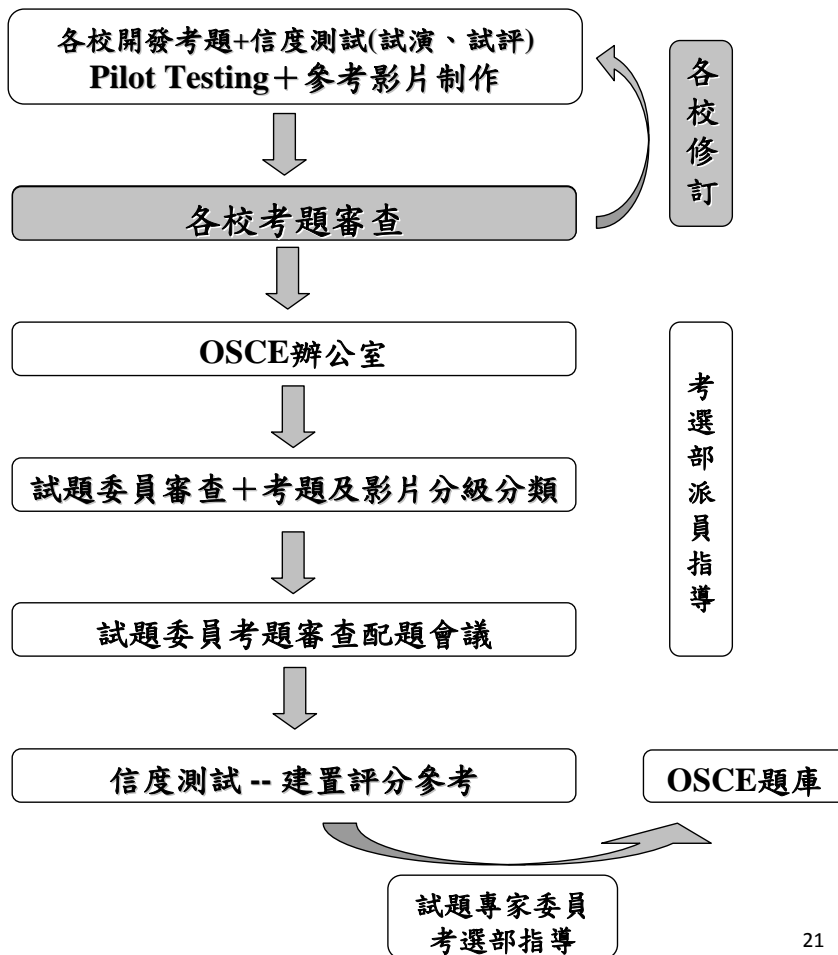 各校開發考題+信度測試(試演、試評)
Pilot Testing＋參考影片制作
各校修訂
各校考題審查
OSCE辦公室
考選部派員指導
試題委員審查＋考題及影片分級分類
試題委員考題審查配題會議
信度測試 -- 建置評分參考
OSCE題庫
試題專家委員
考選部指導
21